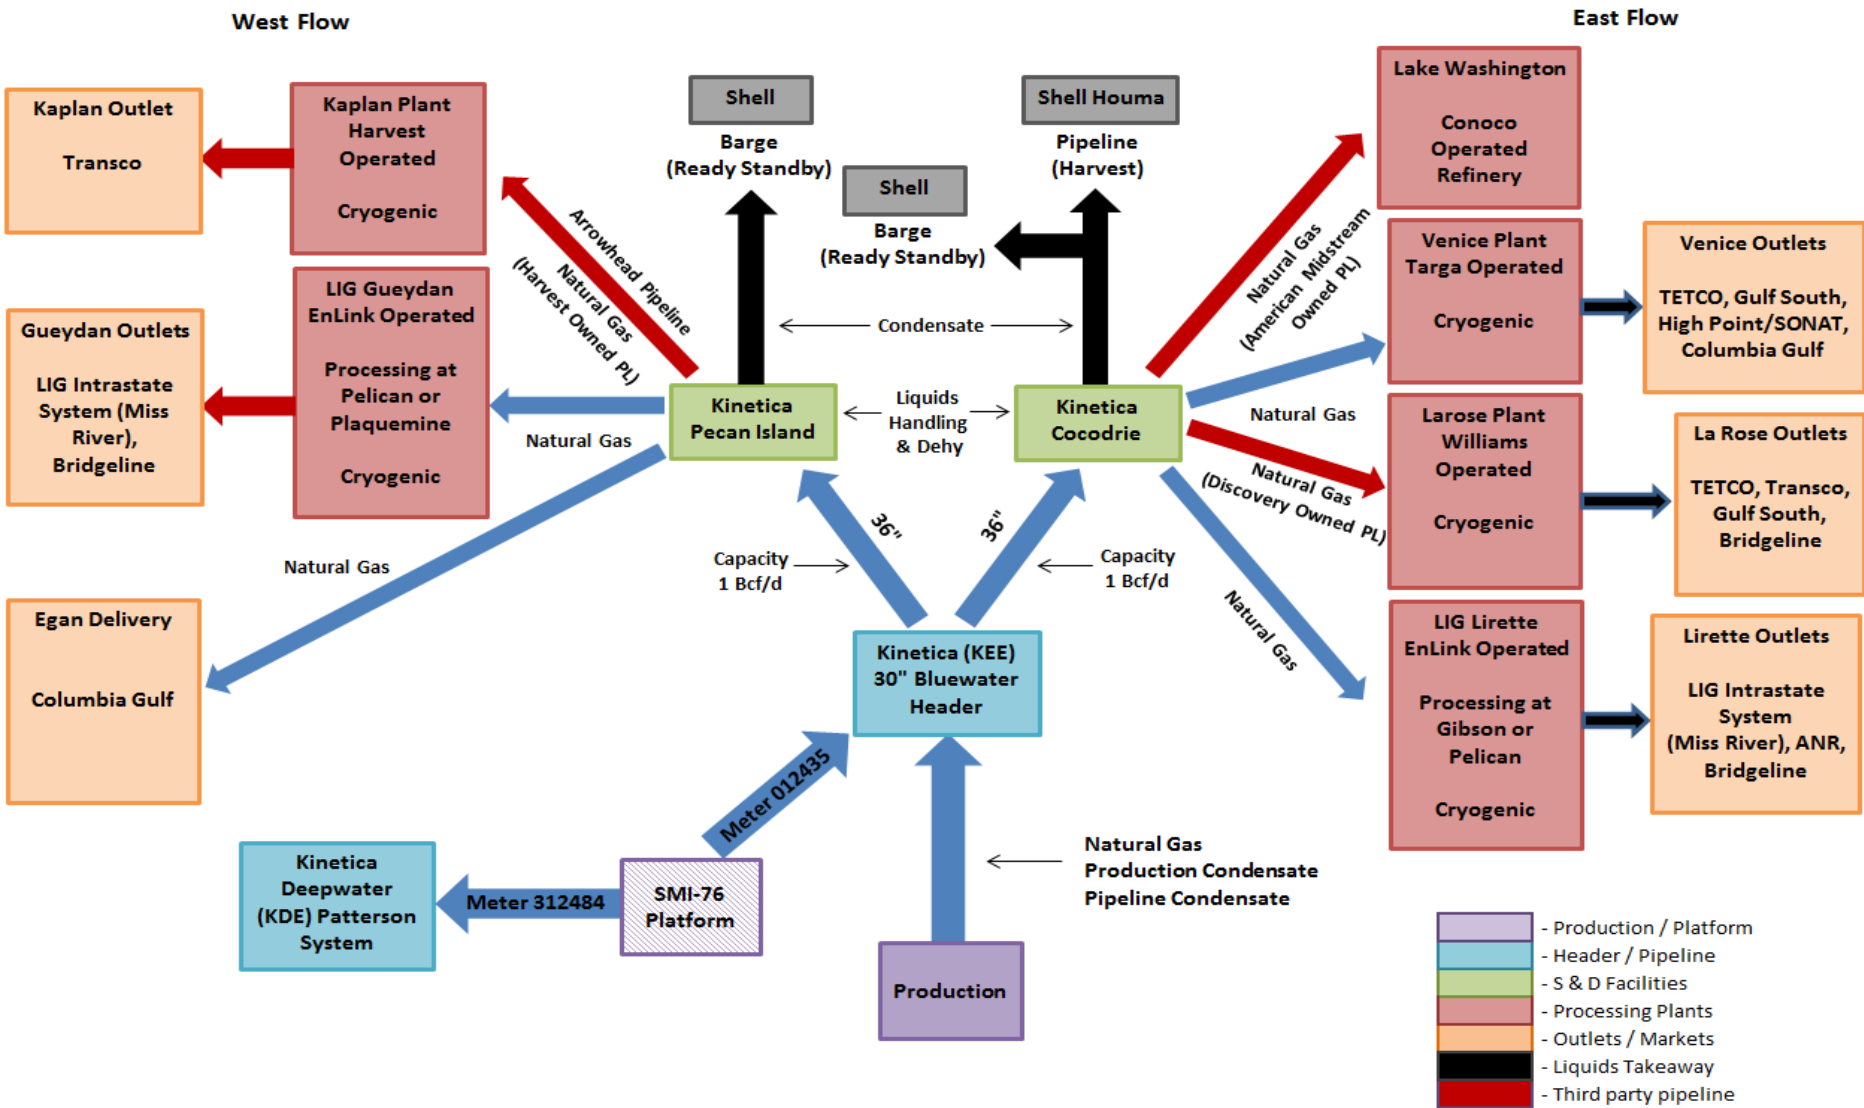 West Flow
East Flow
Kaplan Outlet
Transco
Kaplan Plant
Harvest
Operated
Cryogenic
Gueydan Outlets
LIG Intrastate
System (Miss
River),
Bridgeline
LIG Gueydan
EnLink Operated
Processing at
Pelican or
Plaquemine
Cryogenic
Egan Delivery
Columbia Gulf
Arrowhead Pipeline
Natural Gas
(Harvest Owned PL)
Natural Gas
Natural Gas
Shell
Barge
(Ready Standby)
Shell
Barge
(Ready Standby)
Shell Houma
Pipeline
(Harvest)
Condensate
Kinetica
Pecan Island
Liquids
Handling
& Dehy
Kinetica
Cocodrie
36"
36"
Capacity
1 Bcf/d
Capacity
1 Bcf/d
Kinetica (KEE)
30" Bluewater
Header
Meter 012435
Kinetica
Deepwater
(KDE) Patterson
System
Meter 312484
SMI-76
Platform
Natural Gas
Production Condensate
Pipeline Condensate
Production
Natural Gas
(American Midstream
Owned PL)
Natural Gas
Natural Gas
(Discovery Owned PL)
Natural Gas
Lake Washington
Conoco
Operated
Refinery
Venice Plant
Targa Operated
Cryogenic
Venice Outlets
TETCO, Gulf South,
High Point/SONAT,
Columbia Gulf
Larose Plant
Williams
Operated
Cryogenic
La Rose Outlets
TETCO, Transco,
Gulf South,
Bridgeline
LIG Lirette
EnLink Operated
Processing at
Gibson or
Pelican
Cryogenic
Lirette Outlets
LIG Intrastate
System
(Miss River), ANR,
Bridgeline
- Production / Platform
- Header / Pipeline
- S & D Facilities
- Processing Plants
- Outlets / Markets
- Liquids Takeaway
- Third party pipeline